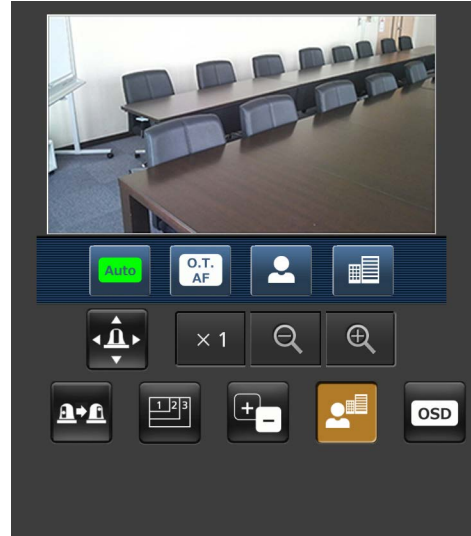 Auto
O.T.
AF
× 1
1 2 3
OSD